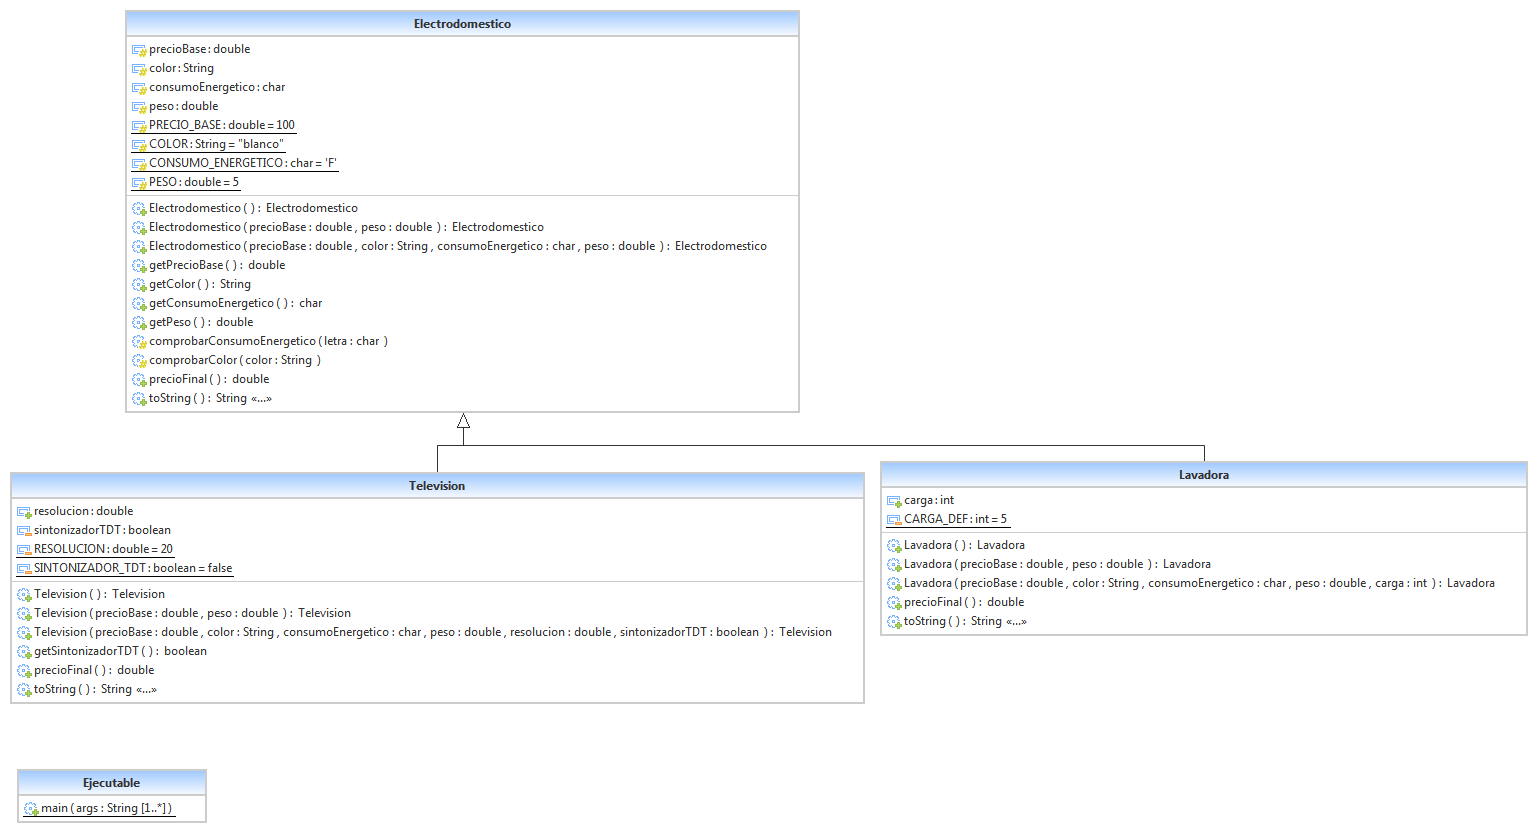 Electrodomestico
precioBase : double
color : String
consumoEnergetico : char
peso : double
PRECIO_BASE : double = 100
COLOR : String = "blanco"
CONSUMO_ENERGETICO : char = 'F'
PESO : double = 5
Electrodomestico ( ) : Electrodomestico
Electrodomestico ( precioBase : double , peso : double ) : Electrodomestico
Electrodomestico ( precioBase : double , color : String , consumoEnergetico : char , peso : double ) : Electrodomestico
getPrecioBase ( ) : double
getColor ( ) : String
getConsumoEnergetico ( ) : char
getPeso ( ) : double
comprobarConsumoEnergetico ( letra : char )
comprobarColor ( color : String )
precioFinal ( ) : double
toString ( ) : String «...»
Television
resolucion : double
sintonizadorTDT : boolean
RESOLUCION : double = 20
SINTONIZADOR_TDT : boolean = false
Television ( ) : Television
Television ( precioBase : double , peso : double ) : Television
Television ( precioBase : double , color : String , consumoEnergetico : char , peso : double , resolucion : double , sintonizadorTDT : boolean ) : Television
getSintonizadorTDT ( ) : boolean
precioFinal ( ) : double
toString ( ) : String «...»
Lavadora
carga : int
CARGA_DEF : int = 5
Lavadora ( ) : Lavadora
Lavadora ( precioBase : double , peso : double ) : Lavadora
Lavadora ( precioBase : double , color : String , consumoEnergetico : char , peso : double , carga : int ) : Lavadora
precioFinal ( ) : double
toString ( ) : String «...»
Ejecutable
main ( args : String [1..*] )